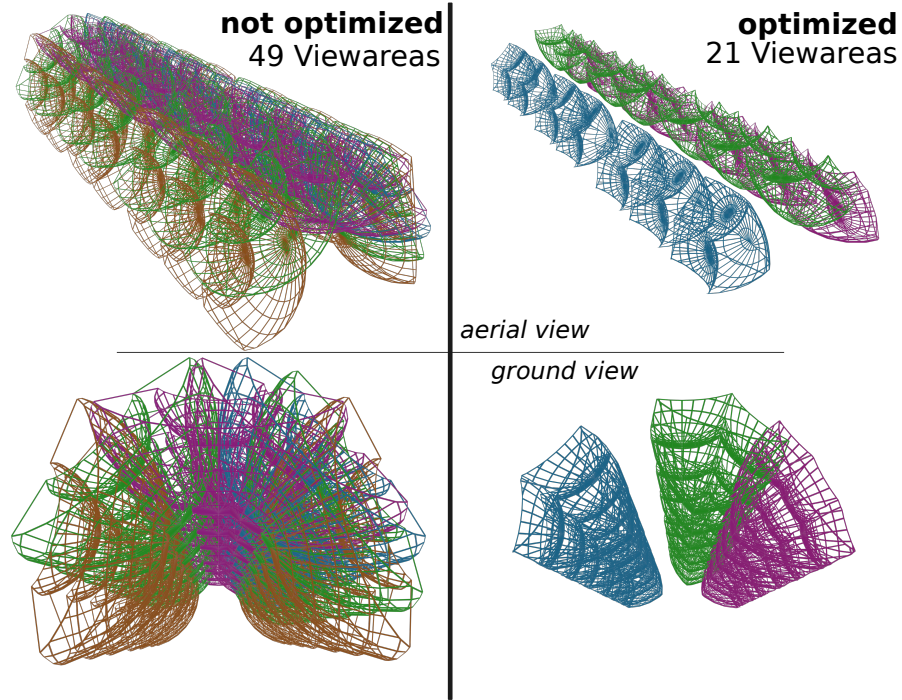 not optimized
49 Viewareas
optimized
21 Viewareas
aerial view
ground view